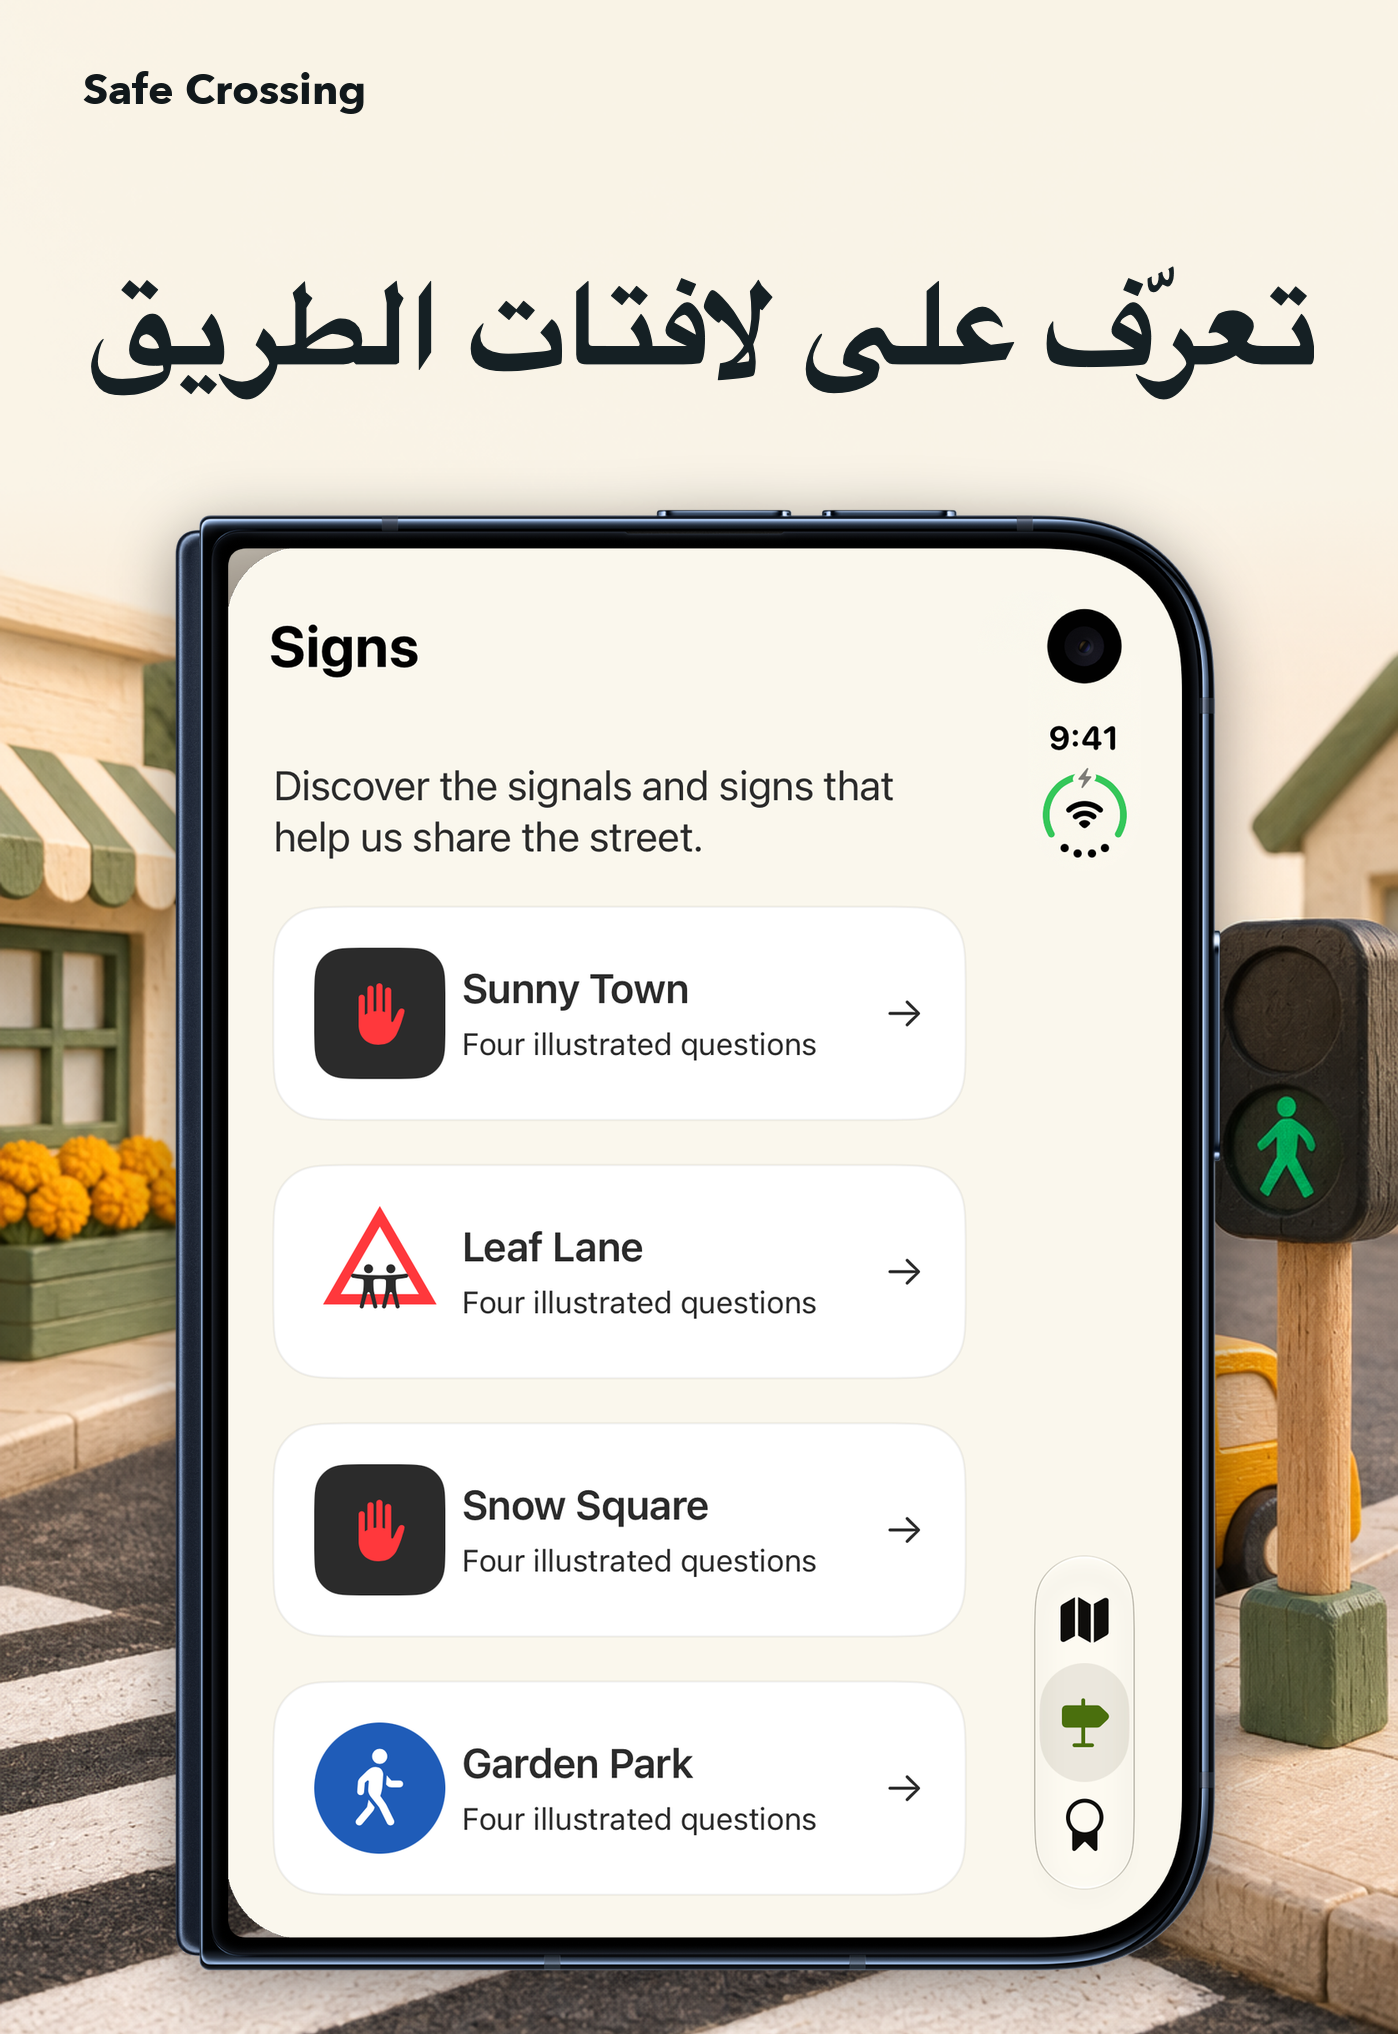 Safe Crossing
تعرّف على لافتات الطريق
Signs
9:41
Discover the signals and signs that
help us share the street.
Sunny Town
Four illustrated questions
Leaf Lane
Four illustrated questions
Snow Square
Four illustrated questions
Garden Park
Four illustrated questions